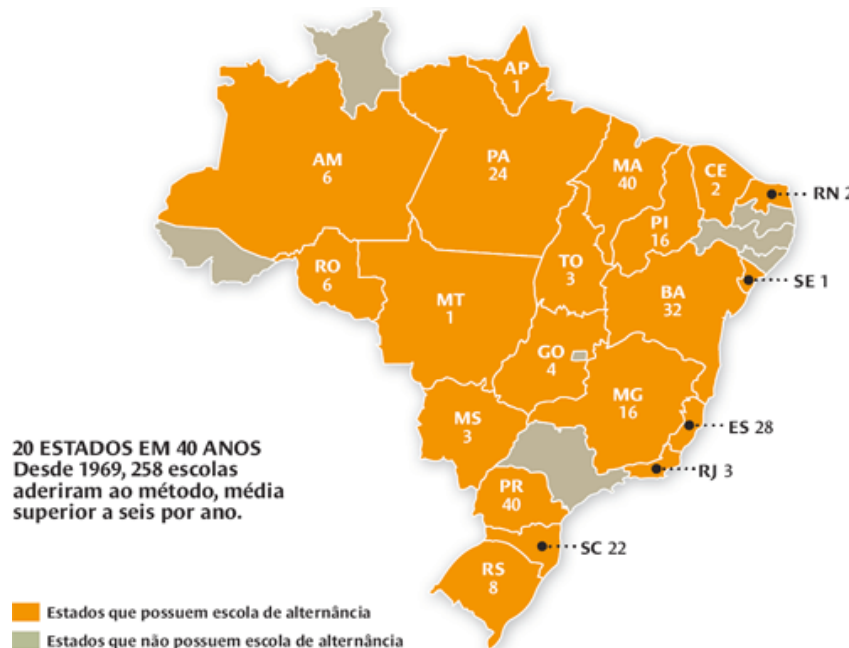 AP
1
AM
6
PA
24
MA
40
CE
2
RN 2
PI
16
RO
6
TO
3
SE 1
MT
1
BA
32
GO
4
MG
16
MS
3
ES 28
RJ 3
20 ESTADOS EM 40 ANOS
Desde 1969, 258 escolas
aderiram ao método, média
superior a seis por ano.
PR
40
SC 22
RS
8
Estados que possuem escola de alternância
Estados que não possuem escola de alternância